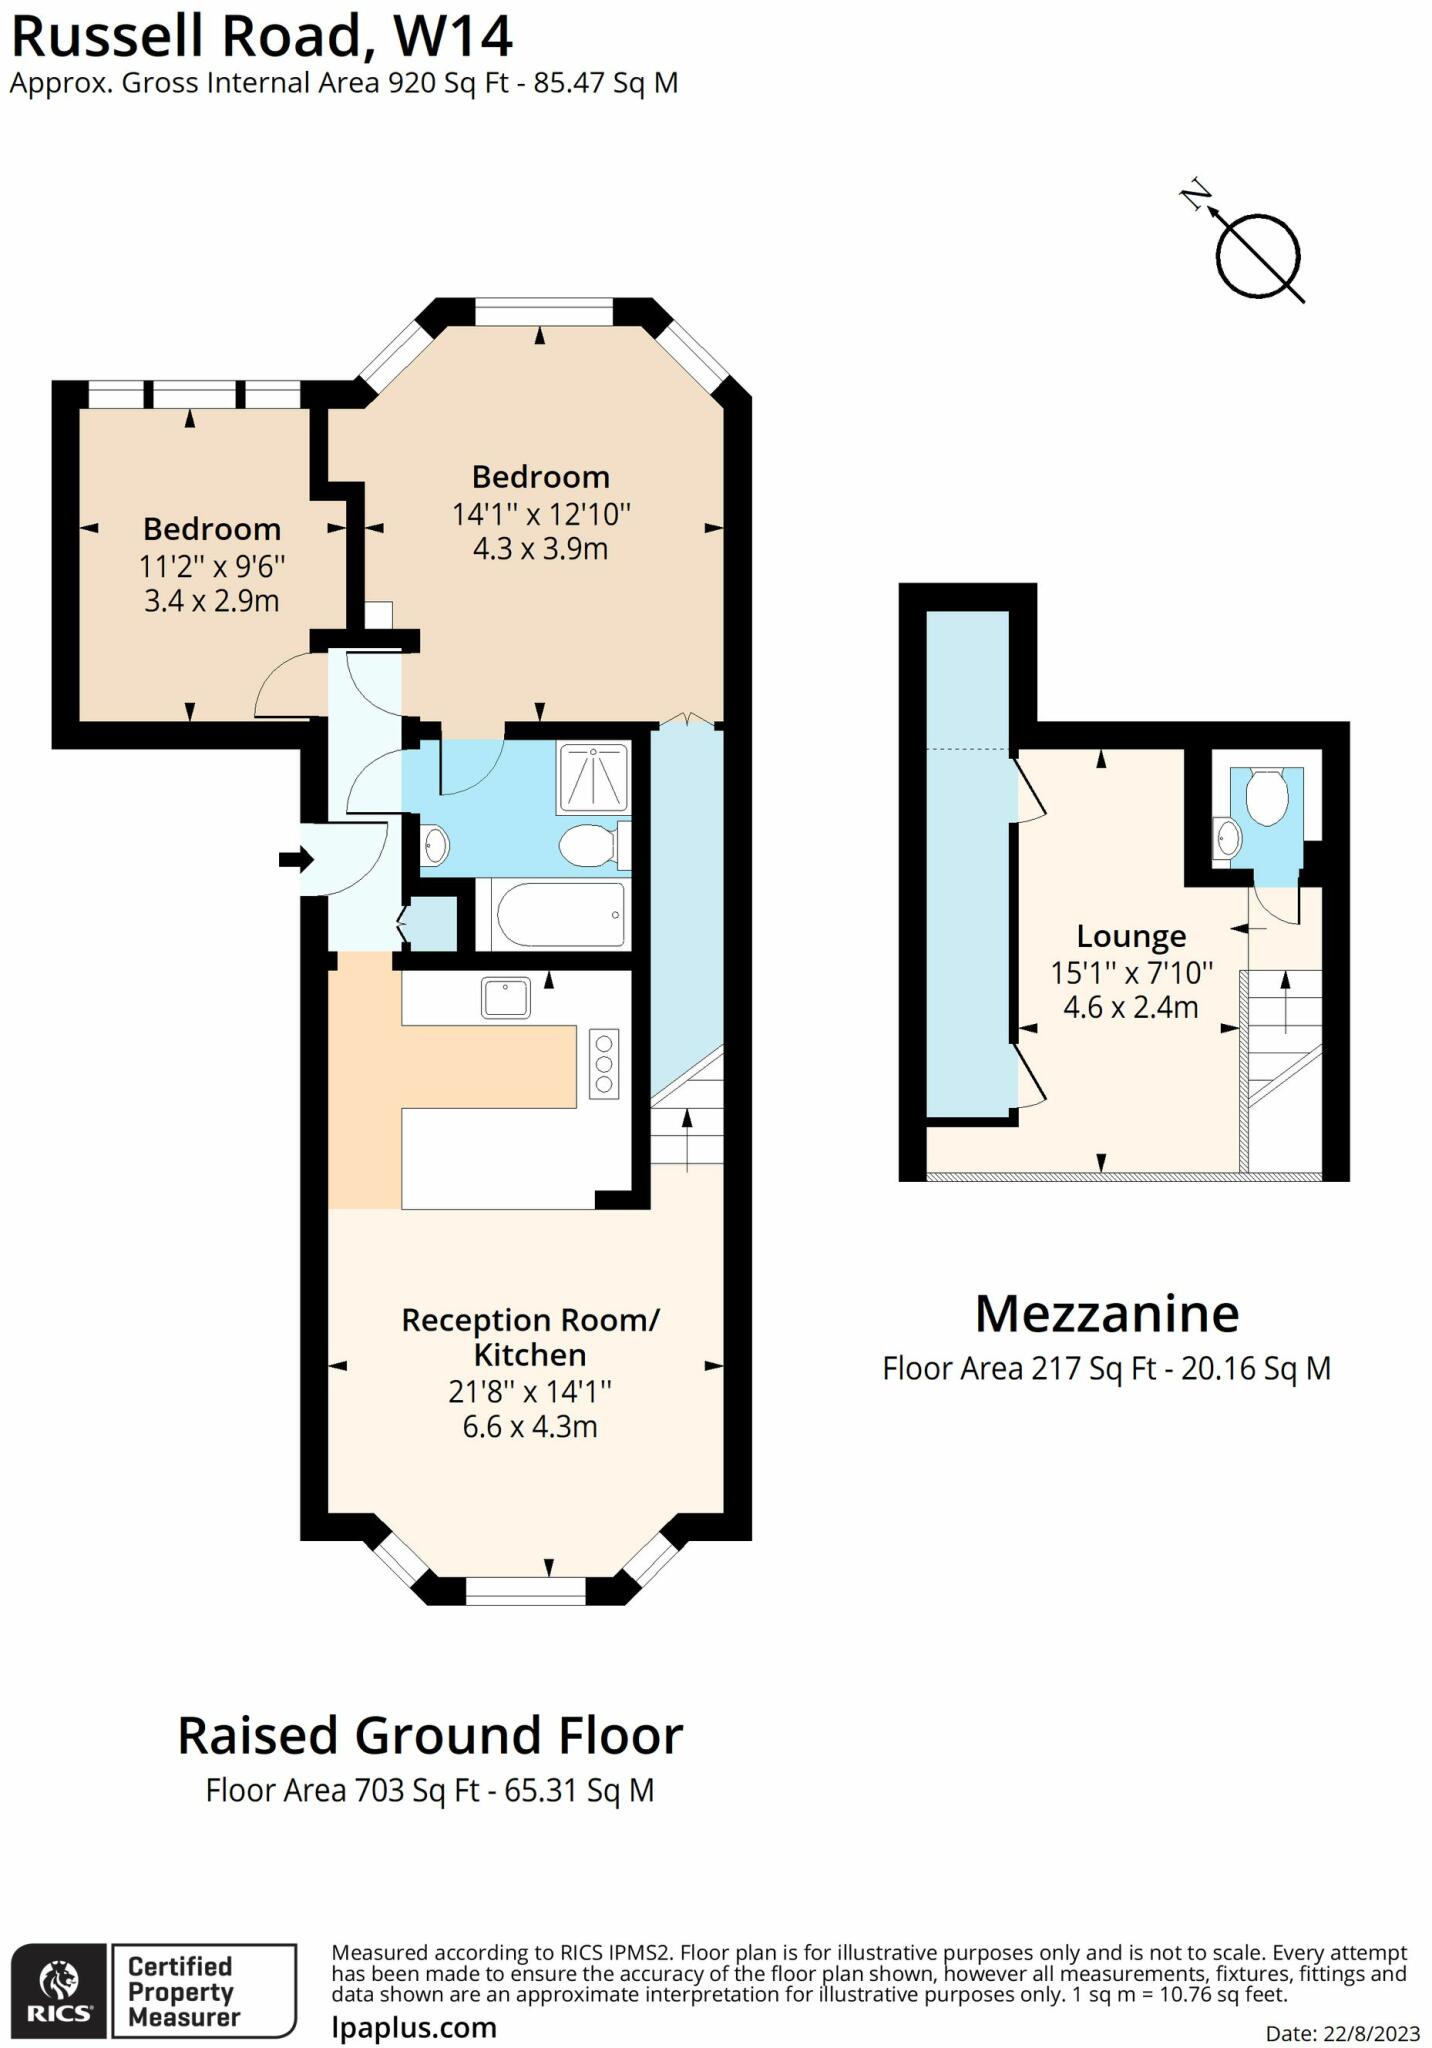 Russell Road, W14
Approx. Gross Internal Area 920 Sq Ft - 85.47 Sq M
N
Bedroom
14'1'' x 12'10''
4.3 x 3.9m
Bedroom
11'2'' x 9'6''
3.4 x 2.9m
Lounge
15'1'' x 7'10''
4.6 x 2.4m
Reception Room/
Kitchen
21'8'' x 14'1''
6.6 x 4.3m
Mezzanine
Floor Area 217 Sq Ft - 20.16 Sq M
Raised Ground Floor
Floor Area 703 Sq Ft - 65.31 Sq M
RICS
Certified
Property
Measurer
Measured according to RICS IPMS2. Floor plan is for illustrative purposes only and is not to scale. Every attempt
has been made to ensure the accuracy of the floor plan shown, however all measurements, fixtures, fittings and
data shown are an approximate interpretation for illustrative purposes only. 1 sq m = 10.76 sq feet.
lpaplus.com
Date: 22/8/2023